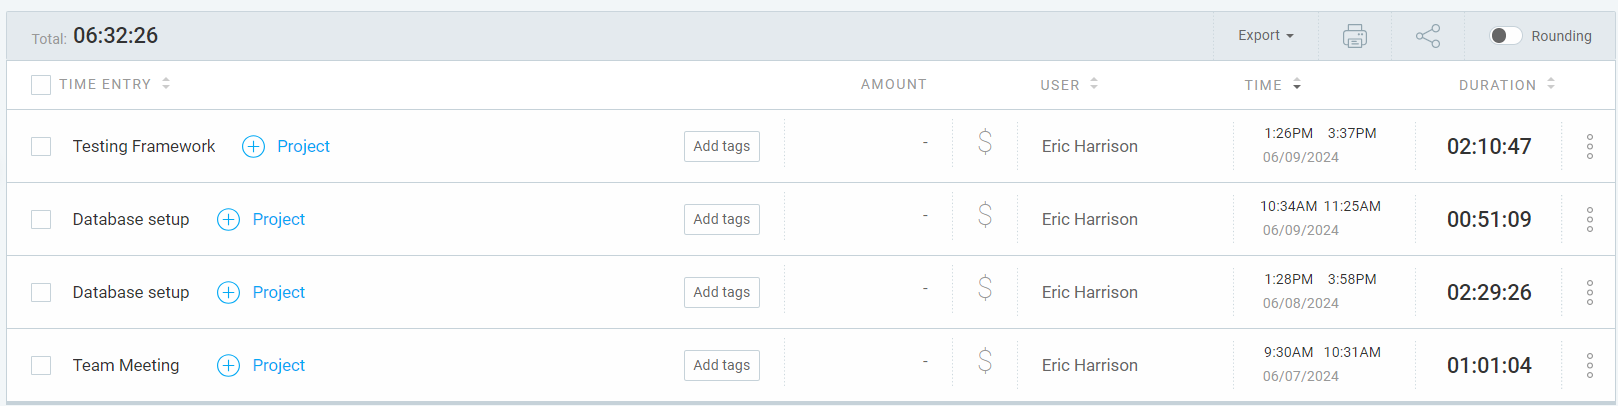 Total: 06:32:26 Export Rounding
TIME ENTRY AMOUNT USER TIME DURATION
Testing Framework Project Add tags - $ Eric Harrison 1:26PM 3:37PM 02:10:47
06/09/2024
Database setup Project Add tags - $ Eric Harrison 10:34AM 11:25AM 00:51:09
06/09/2024
Database setup Project Add tags - $ Eric Harrison 1:28PM 3:58PM 02:29:26
06/08/2024
Team Meeting Project Add tags - $ Eric Harrison 9:30AM 10:31AM 01:01:04
06/07/2024